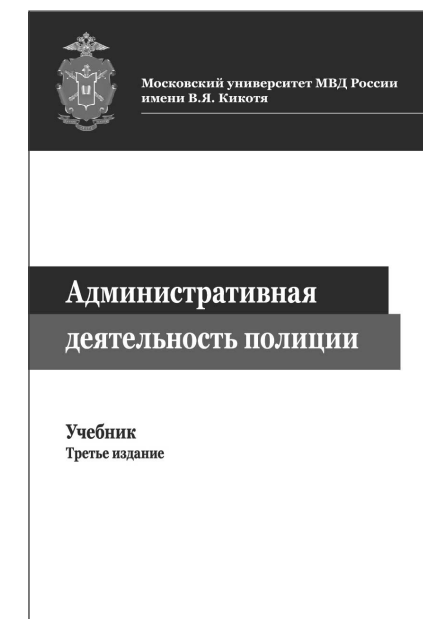 Московский университет МВД России
имени В.Я. Кикотя
Административная
деятельность полиции
Учебник
Третье издание